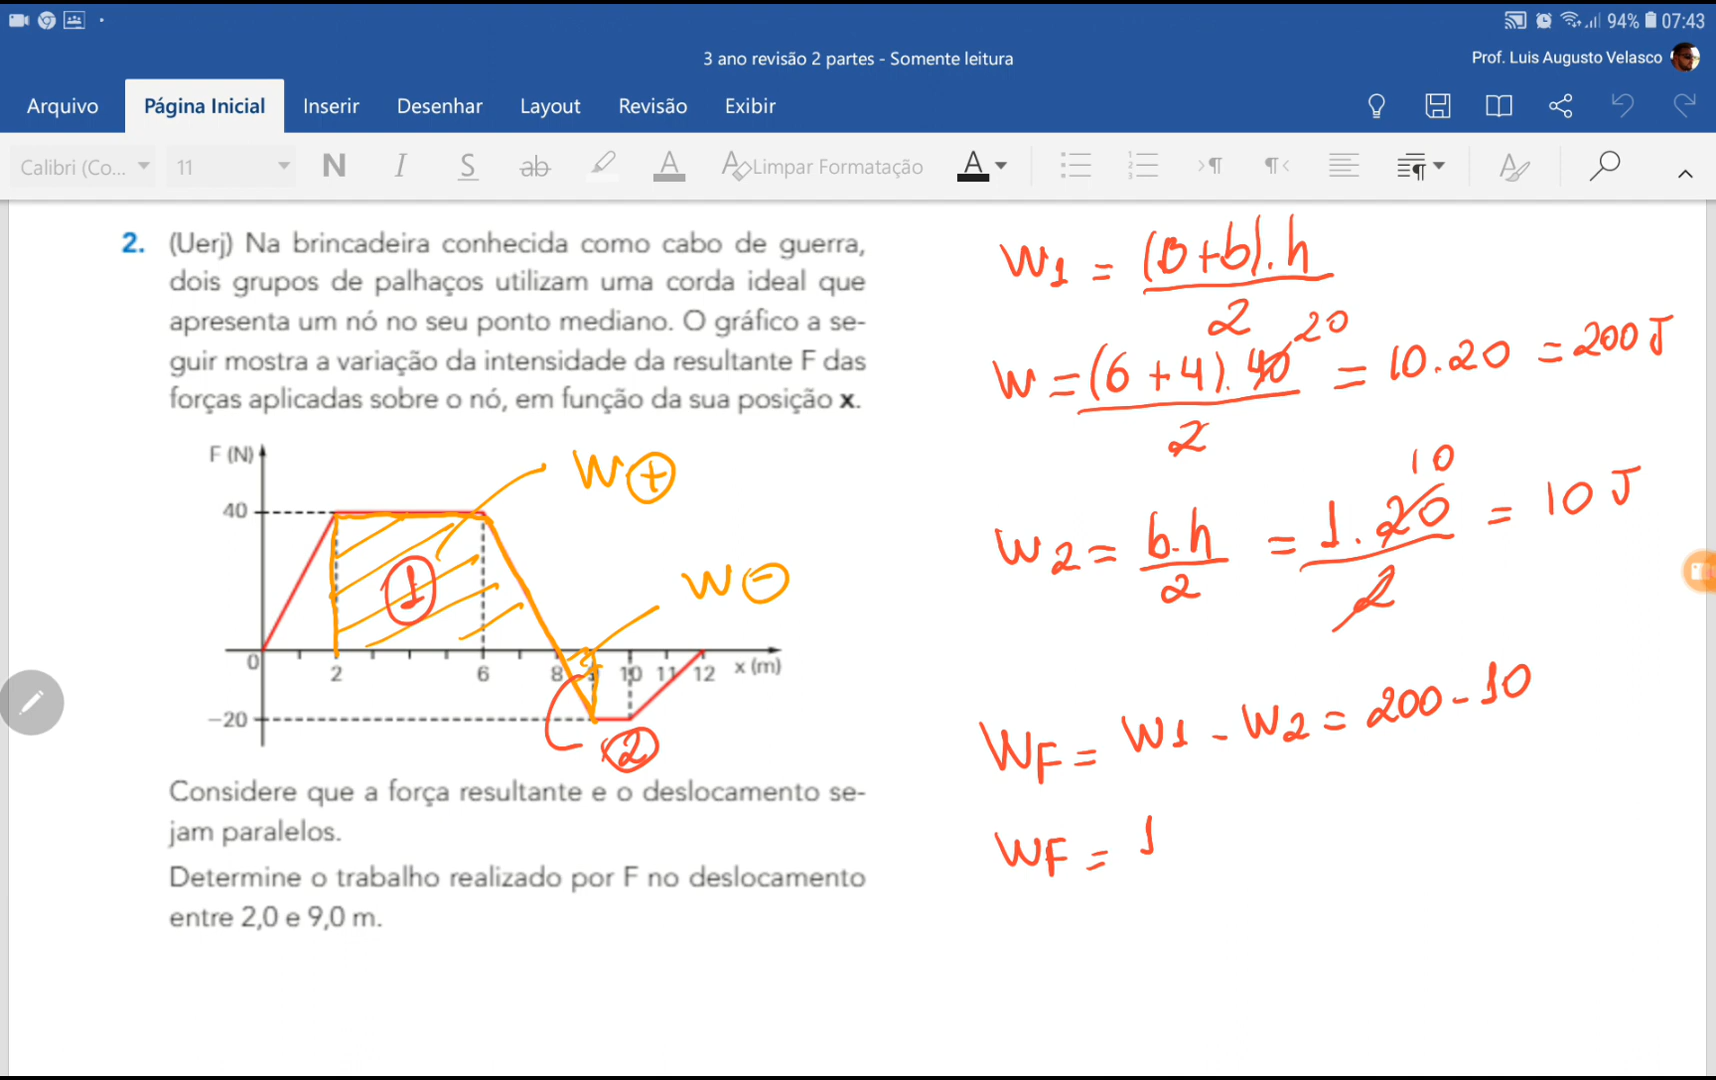 94% 07:43
3 ano revisão 2 partes - Somente leitura
Prof. Luis Augusto Velasco
Arquivo Página Inicial Inserir Desenhar Layout Revisão Exibir
Calibri (Co... 11 N I S ab A Limpar Formatação A
2. (Uerj) Na brincadeira conhecida como cabo de guerra,
dois grupos de palhaços utilizam uma corda ideal que
apresenta um nó no seu ponto mediano. O gráfico a se-
guir mostra a variação da intensidade da resultante F das
forças aplicadas sobre o nó, em função da sua posição x.
F (N)
40
W +
1
W -
0 2 6 8 10 11 12 x (m)
-20
2
Considere que a força resultante e o deslocamento se-
jam paralelos.
Determine o trabalho realizado por F no deslocamento
entre 2,0 e 9,0 m.
W1 = (B+b).h
2
20
W = (6+4).40 = 10.20 = 200 J
2
10
W2 = b.h = 1.20 = 10 J
2 2
WF = W1 - W2 = 200 - 10
WF = 1